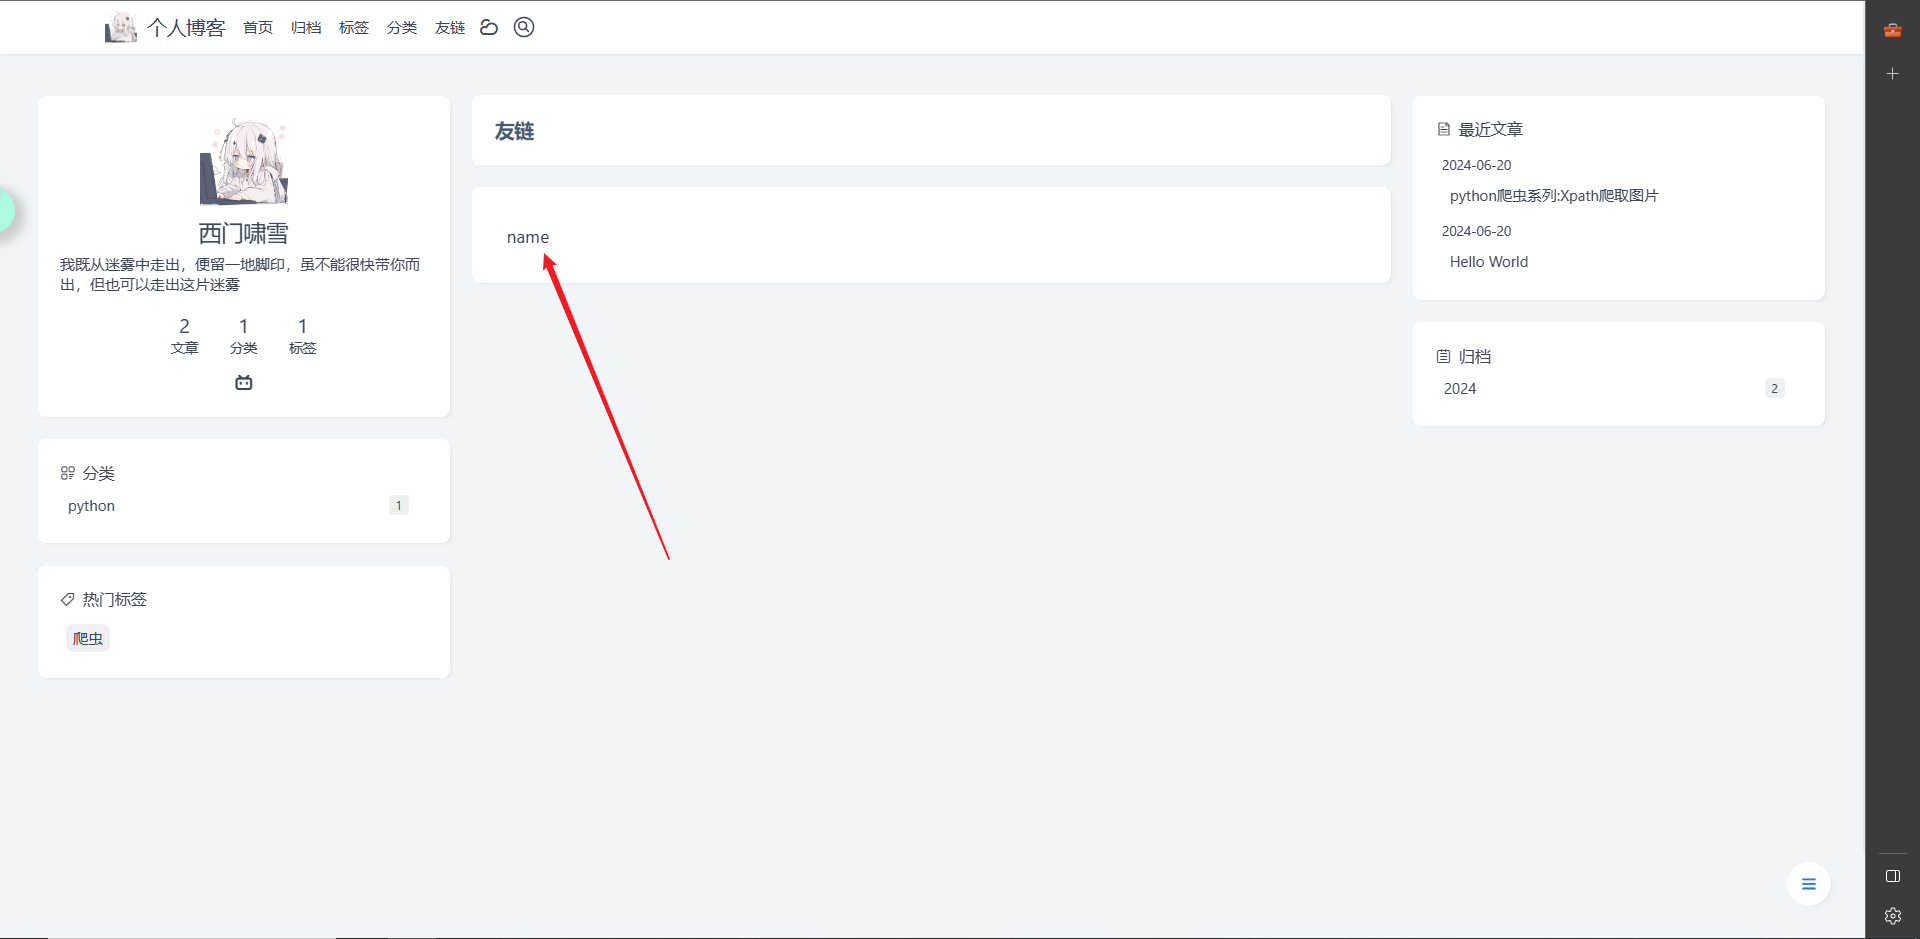 个人博客 首页 归档 标签 分类 友链
西门啸雪
我既从迷雾中走出，便留一地脚印，虽不能很快带你而
出，但也可以走出这片迷雾
2 1 1
文章 分类 标签
分类
python 1
热门标签
爬虫
友链
name
最近文章
2024-06-20
python爬虫系列:Xpath爬取图片
2024-06-20
Hello World
归档
2024 2